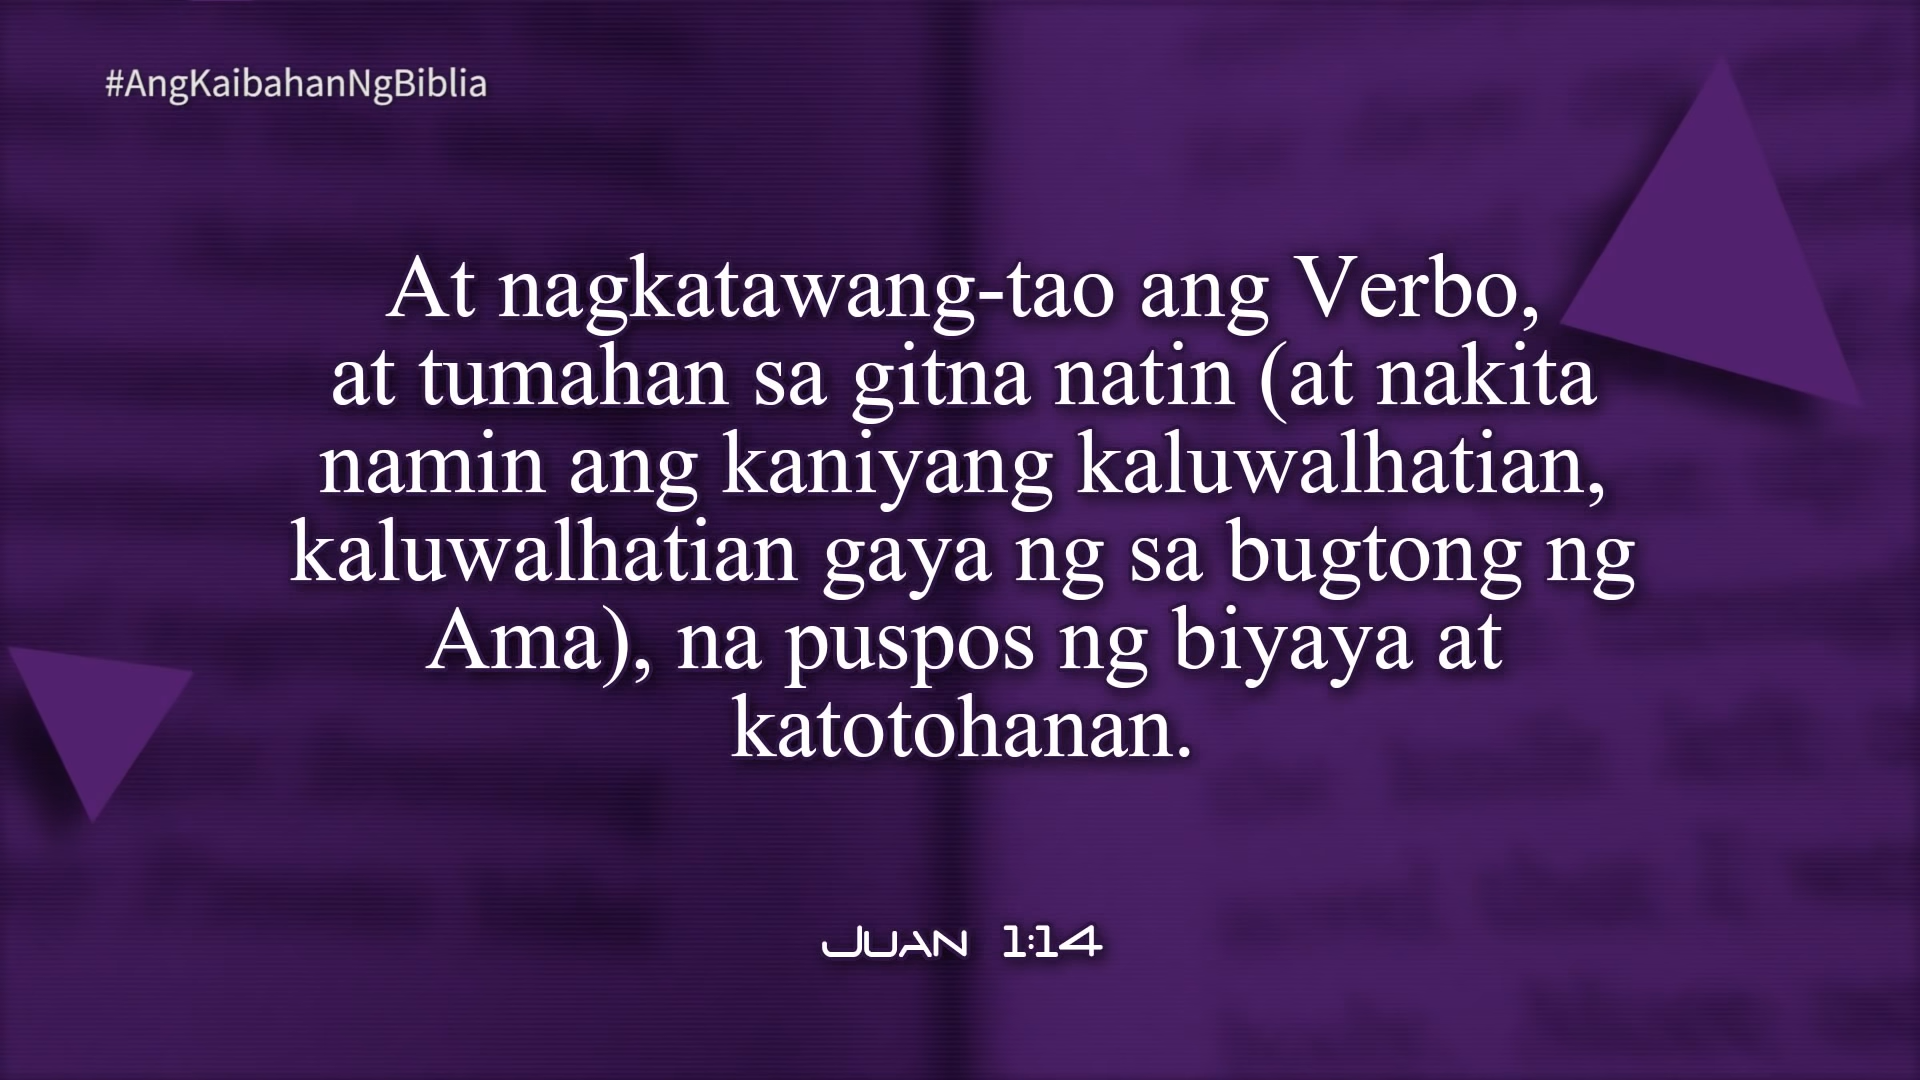 #AngKaibahanNgBiblia
At nagkatawang-tao ang Verbo,
at tumahan sa gitna natin (at nakita
namin ang kaniyang kaluwalhatian,
kaluwalhatian gaya ng sa bugtong ng
Ama), na puspos ng biyaya at
katotohanan.
Juan 1:14